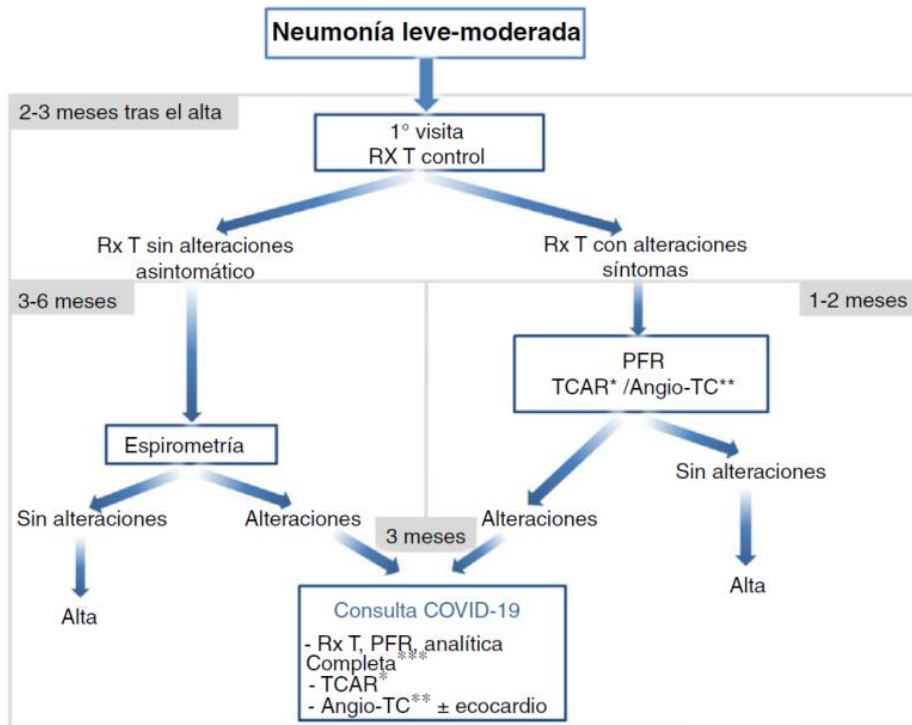 Neumonía leve-moderada
2-3 meses tras el alta
1° visita
RX T control
Rx T sin alteraciones
asintomático
Rx T con alteraciones
síntomas
3-6 meses
1-2 meses
PFR
TCAR* /Angio-TC**
Espirometría
Sin alteraciones
Sin alteraciones
Alteraciones
3 meses
Alteraciones
Alta
Alta
Consulta COVID-19
- Rx T, PFR, analítica
Completa***
- TCAR*
- Angio-TC** ± ecocardio